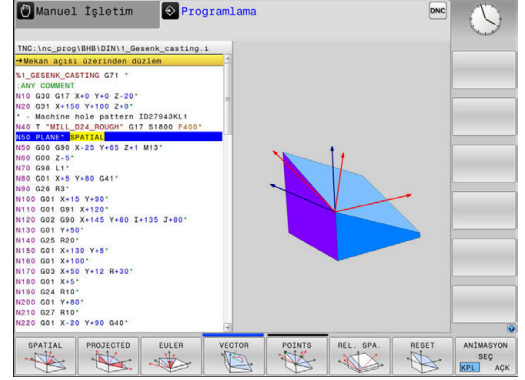 Manuel İşletim
Programlama
DNC
TNC:\nc_prog\BHB\DIN\1_Gesenk_casting.i
→Mekan açısı üzerinden düzlem
%1_GESENK_CASTING G71 *
;ANY COMMENT
N10 G30 G17 X+0 Y+0 Z-20*
N20 G31 X+150 Y+100 Z+0*
* - Machine hole pattern ID27943KL1
N40 T "MILL_D24_ROUGH" G17 S1800 F400*
N50 PLANE* SPATIAL
N50 G00 G90 X-25 Y+65 Z+1 M13*
N60 G00 Z-5*
N70 G98 L1*
N80 G01 X+5 Y+80 G41*
N90 G26 R3*
N100 G01 X+15 Y+90*
N110 G01 G91 X+120*
N120 G02 G90 X+145 Y+80 I+135 J+80*
N130 G01 Y+50*
N140 G25 R20*
N150 G01 X+130 Y+5*
N160 G01 X+100*
N170 G03 X+50 Y+12 R+30*
N180 G01 X+5*
N190 G24 R10*
N200 G01 Y+80*
N210 G27 R10*
N220 G01 X-20 Y+90 G40*
SPATIAL
PROJECTED
EULER
VECTOR
POINTS
REL. SPA.
RESET
ANİMASYON
SEÇ
KPL AÇK